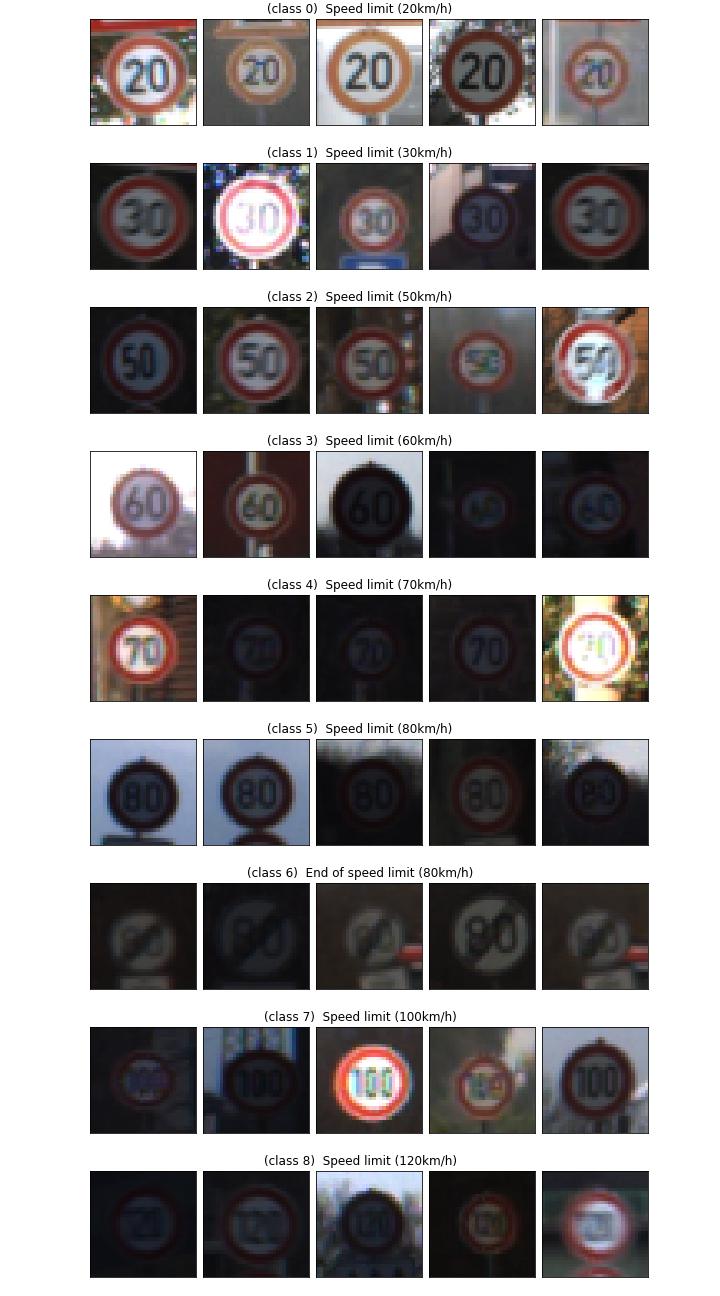 (class 0) Speed limit (20km/h)
20 20 20 20 20
(class 1) Speed limit (30km/h)
30 30 30 30 30
(class 2) Speed limit (50km/h)
50 50 50 50 50
(class 3) Speed limit (60km/h)
60 60 60 60 60
(class 4) Speed limit (70km/h)
70 70 70 70 70
(class 5) Speed limit (80km/h)
80 80 80 80 80
(class 6) End of speed limit (80km/h)
80 80 80 80 80
(class 7) Speed limit (100km/h)
100 100 100 100 100
(class 8) Speed limit (120km/h)
120 120 120 120 120